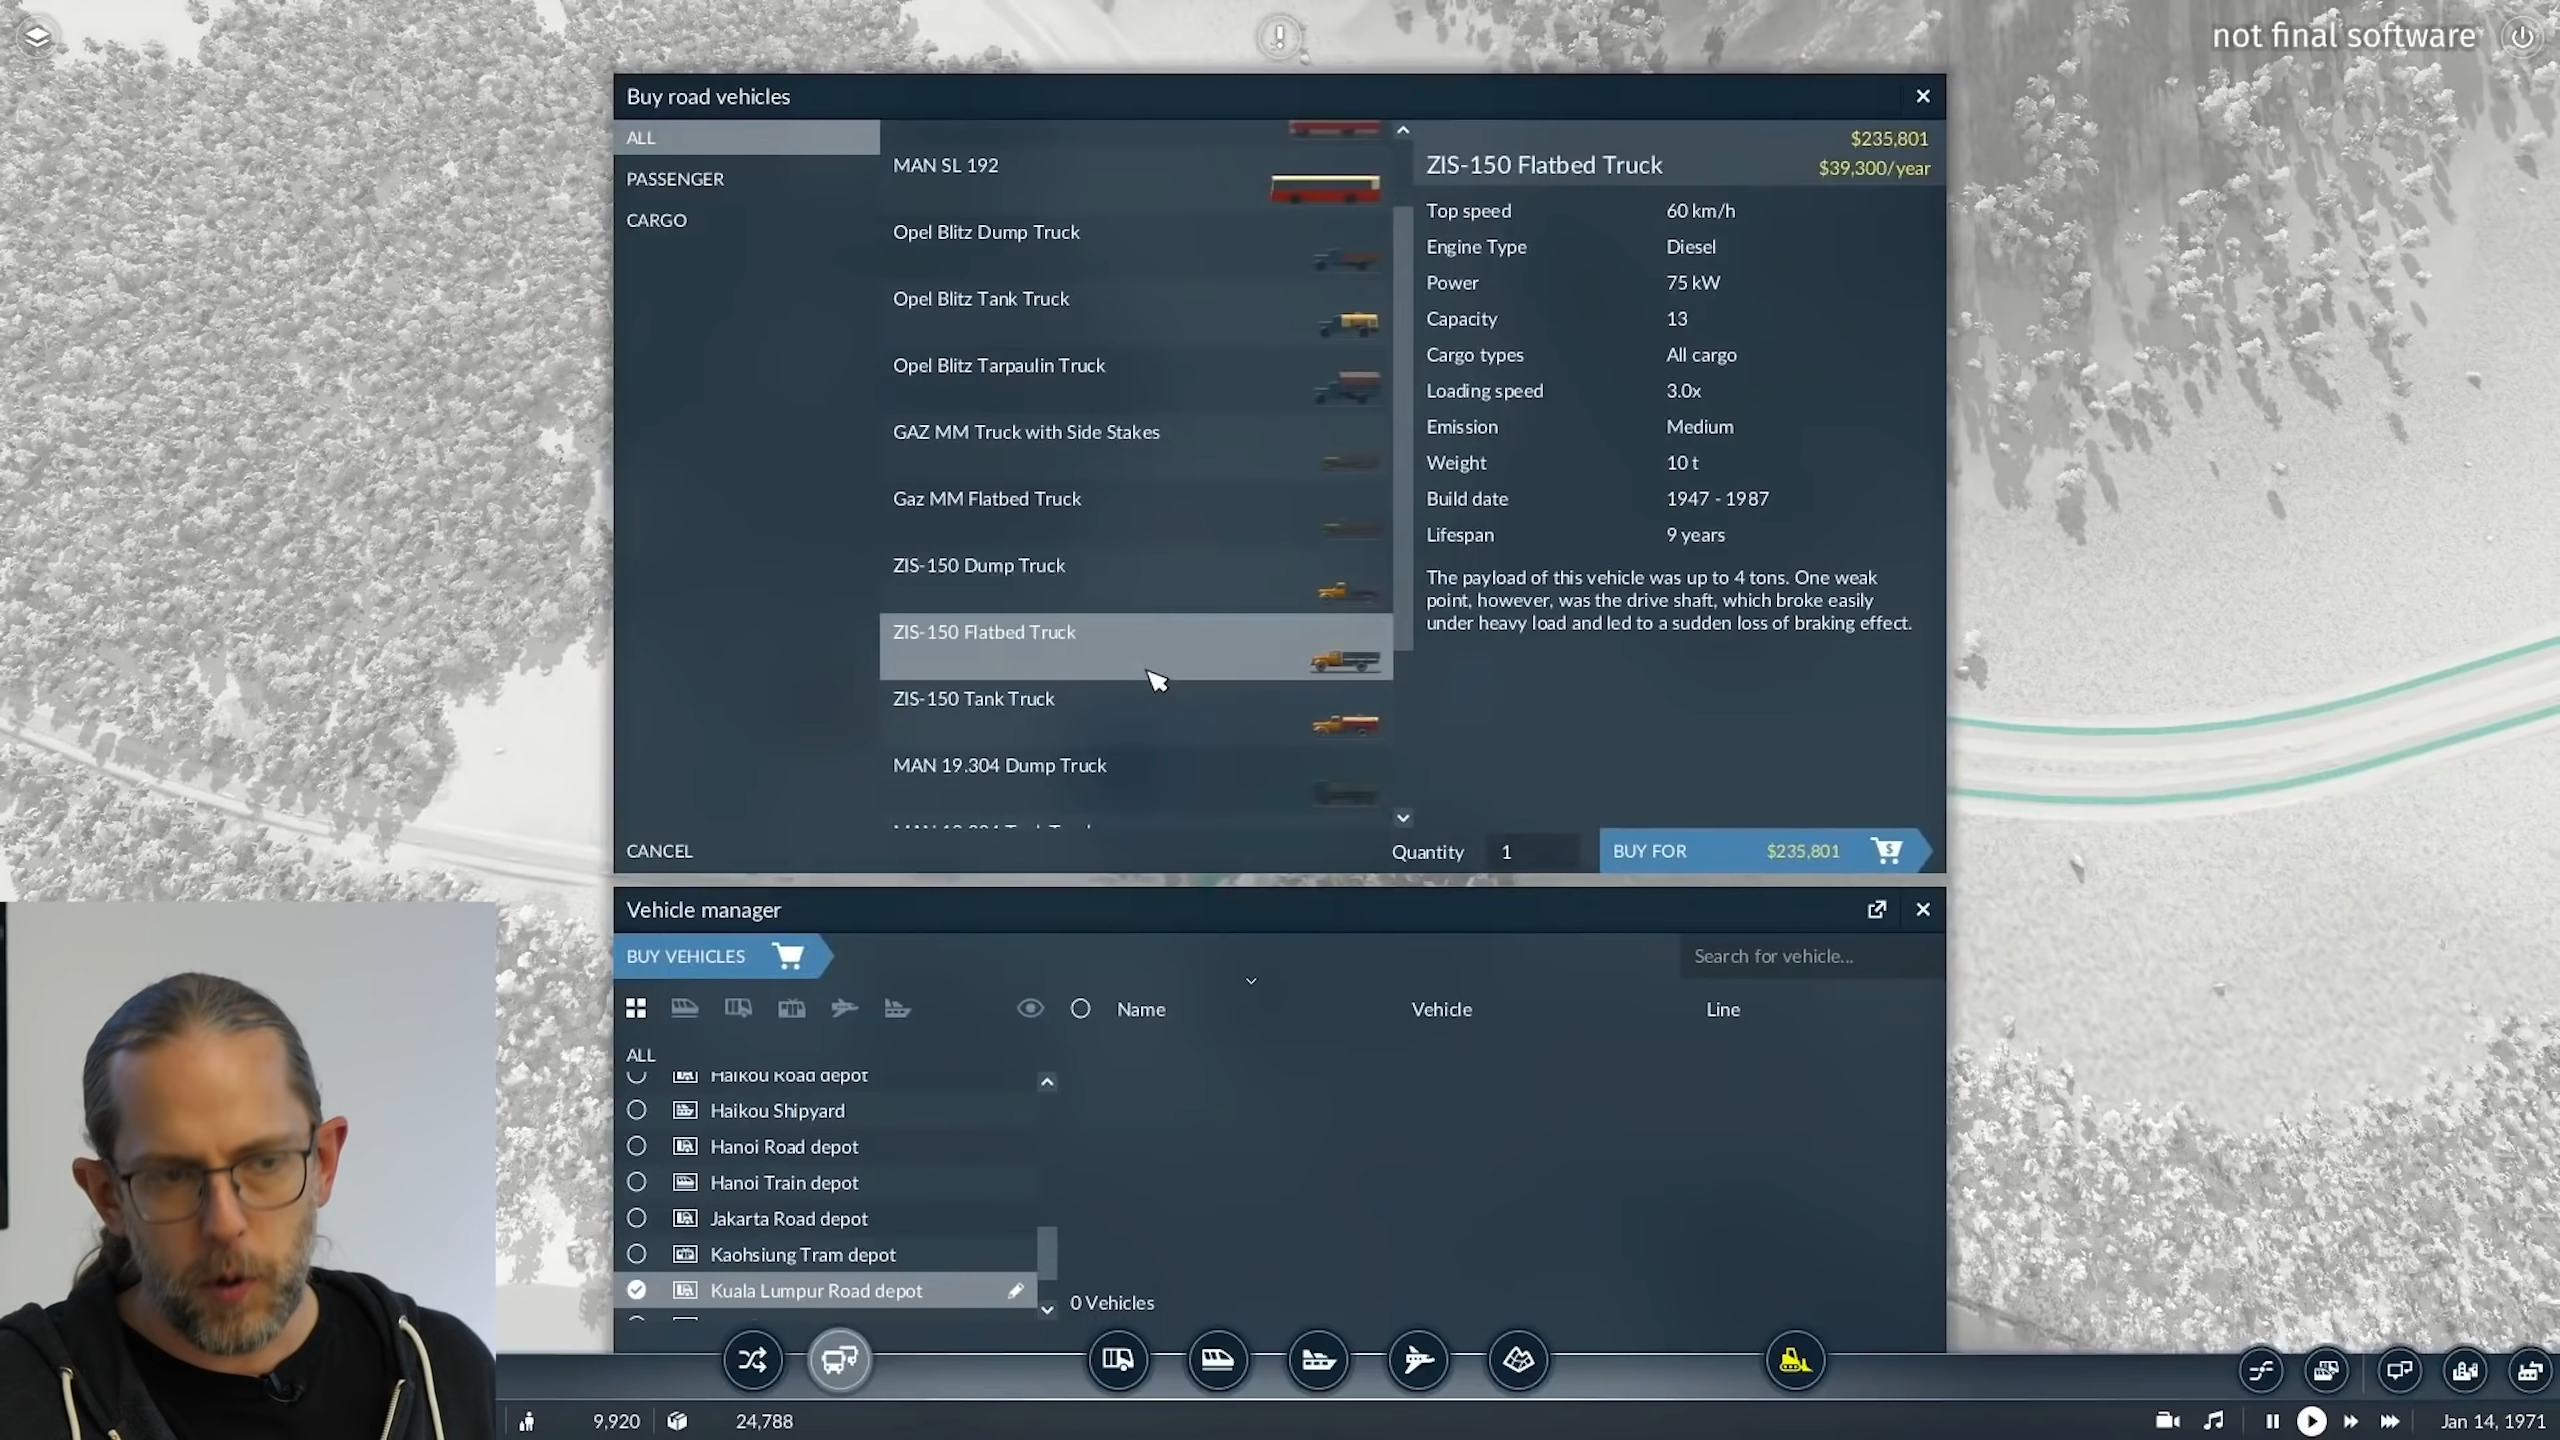 not final software
Buy road vehicles
ALL
PASSENGER
CARGO
MAN SL 192
Opel Blitz Dump Truck
Opel Blitz Tank Truck
Opel Blitz Tarpaulin Truck
GAZ MM Truck with Side Stakes
Gaz MM Flatbed Truck
ZIS-150 Dump Truck
ZIS-150 Flatbed Truck
ZIS-150 Tank Truck
MAN 19.304 Dump Truck
$235,801
ZIS-150 Flatbed Truck
$39,300/year
Top speed 60 km/h
Engine Type Diesel
Power 75 kW
Capacity 13
Cargo types All cargo
Loading speed 3.0x
Emission Medium
Weight 10 t
Build date 1947 - 1987
Lifespan 9 years
The payload of this vehicle was up to 4 tons. One weak
point, however, was the drive shaft, which broke easily
under heavy load and led to a sudden loss of braking effect.
CANCEL
Quantity 1
BUY FOR $235,801
Vehicle manager
BUY VEHICLES
Search for vehicle...
Name Vehicle Line
ALL
Haikou Road depot
Haikou Shipyard
Hanoi Road depot
Hanoi Train depot
Jakarta Road depot
Kaohsiung Tram depot
Kuala Lumpur Road depot
0 Vehicles
9,920
24,788
Jan 14, 1971